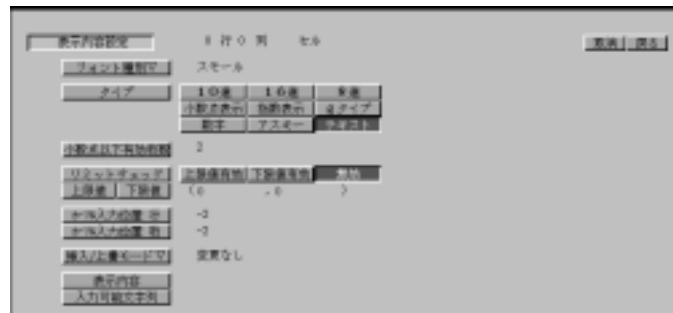 表示内容設定 0 行 0 列 セル 取消 戻る
フォント種別▽ スモール
タイプ 10進 16進 8進
小数点表示 指数表示 gタイプ
数字 アスキー テキスト
小数点以下有効桁数 2
リミットチェック 上限値有効 下限値有効 無効
上限値 下限値 (0 , 0 )
カーソル入力位置 行 -2
カーソル入力位置 桁 -2
挿入/上書モード▽ 変更なし
表示内容
入力可能文字列